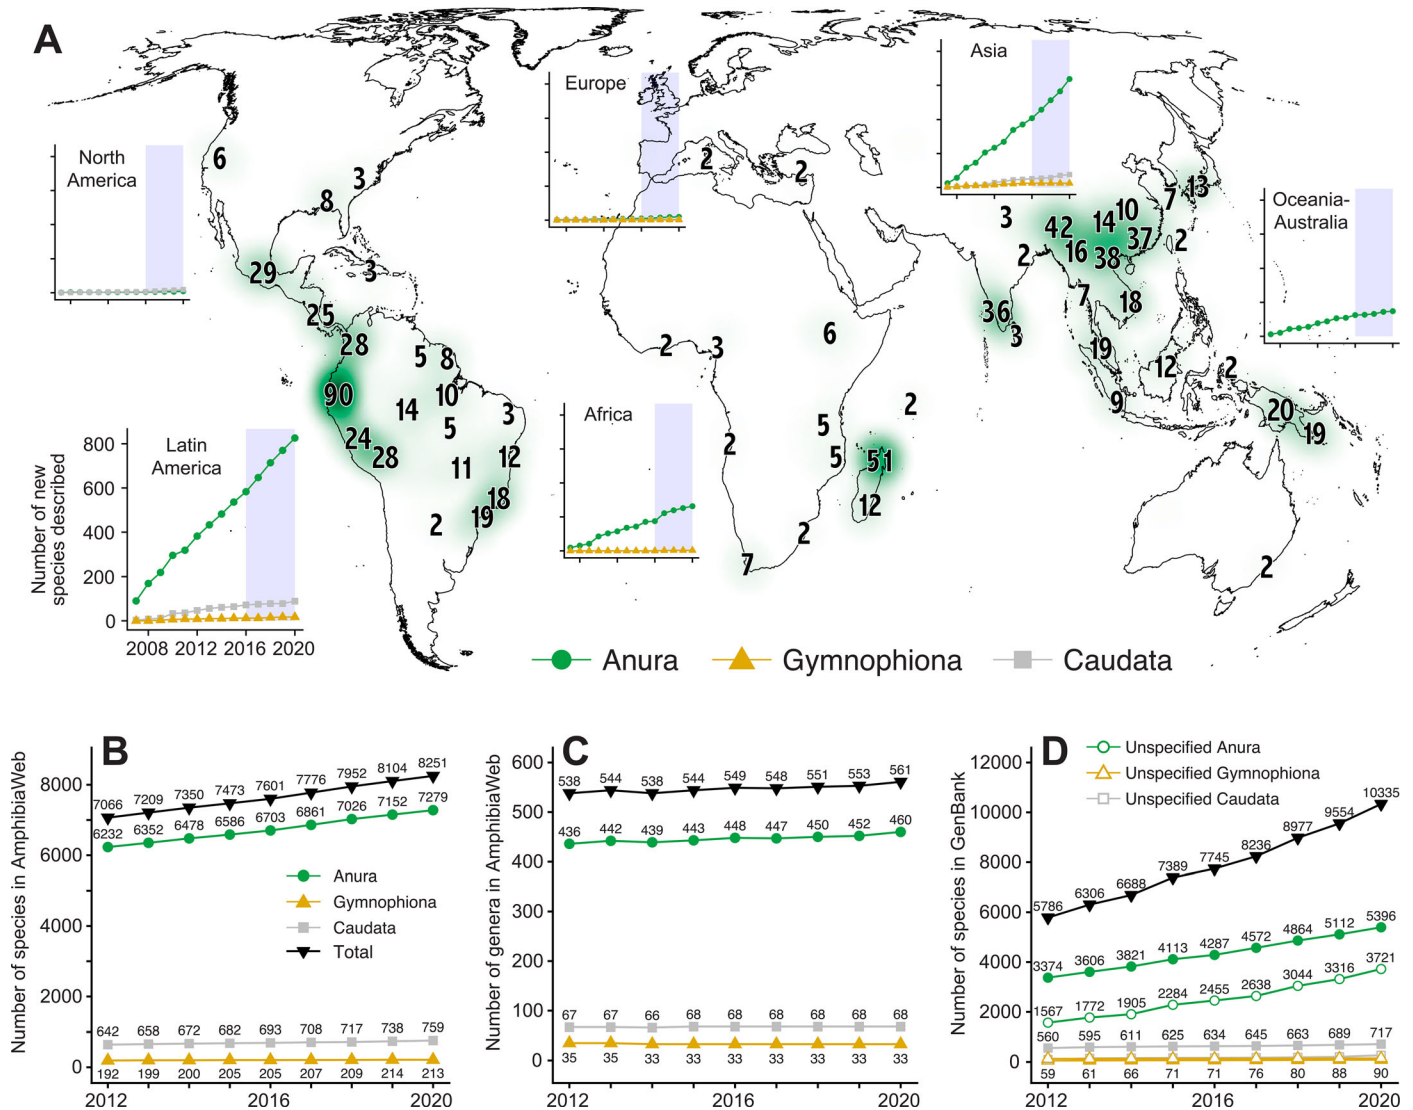 A
North
America
Europe
Asia
Oceania-
Australia
6
3
8
29
3
25
28
90
24
28
5
8
10
14
5
3
11
12
18
19
2
2
2
2
3
6
2
5
5
51
12
2
2
7
2
3
42
14
10
7
13
16
38
37
2
2
36
3
7
18
19
9
12
2
20
19
2
Africa
Latin
America
Number of new
species described
800
600
400
200
0
2008 2012 2016 2020
Anura Gymnophiona Caudata
B
Number of species in AmphibiaWeb
8000
6000
4000
2000
0
7066 7209 7350 7473 7601 7776 7952 8104 8251
6232 6352 6478 6586 6703 6861 7026 7152 7279
Anura
Gymnophiona
Caudata
Total
642 658 672 682 693 708 717 738 759
192 199 200 205 205 207 209 214 213
2012 2016 2020
C
Number of genera in AmphibiaWeb
600
500
400
300
200
100
0
538 544 538 544 549 548 551 553 561
436 442 439 443 448 447 450 452 460
67 67 66 68 68 68 68 68 68
35 35 33 33 33 33 33 33 33
2012 2016 2020
D
Unspecified Anura
Unspecified Gymnophiona
Unspecified Caudata
Number of species in GenBank
12000
10000
8000
6000
4000
2000
0
5786 6306 6688 7389 7745 8236 8977 9554 10335
3374 3606 3821 4113 4287 4572 4864 5112 5396
1567 1772 1905 2284 2455 2638 3044 3316 3721
560 595 611 625 634 645 663 689 717
59 61 66 71 71 76 80 88 90
2012 2016 2020